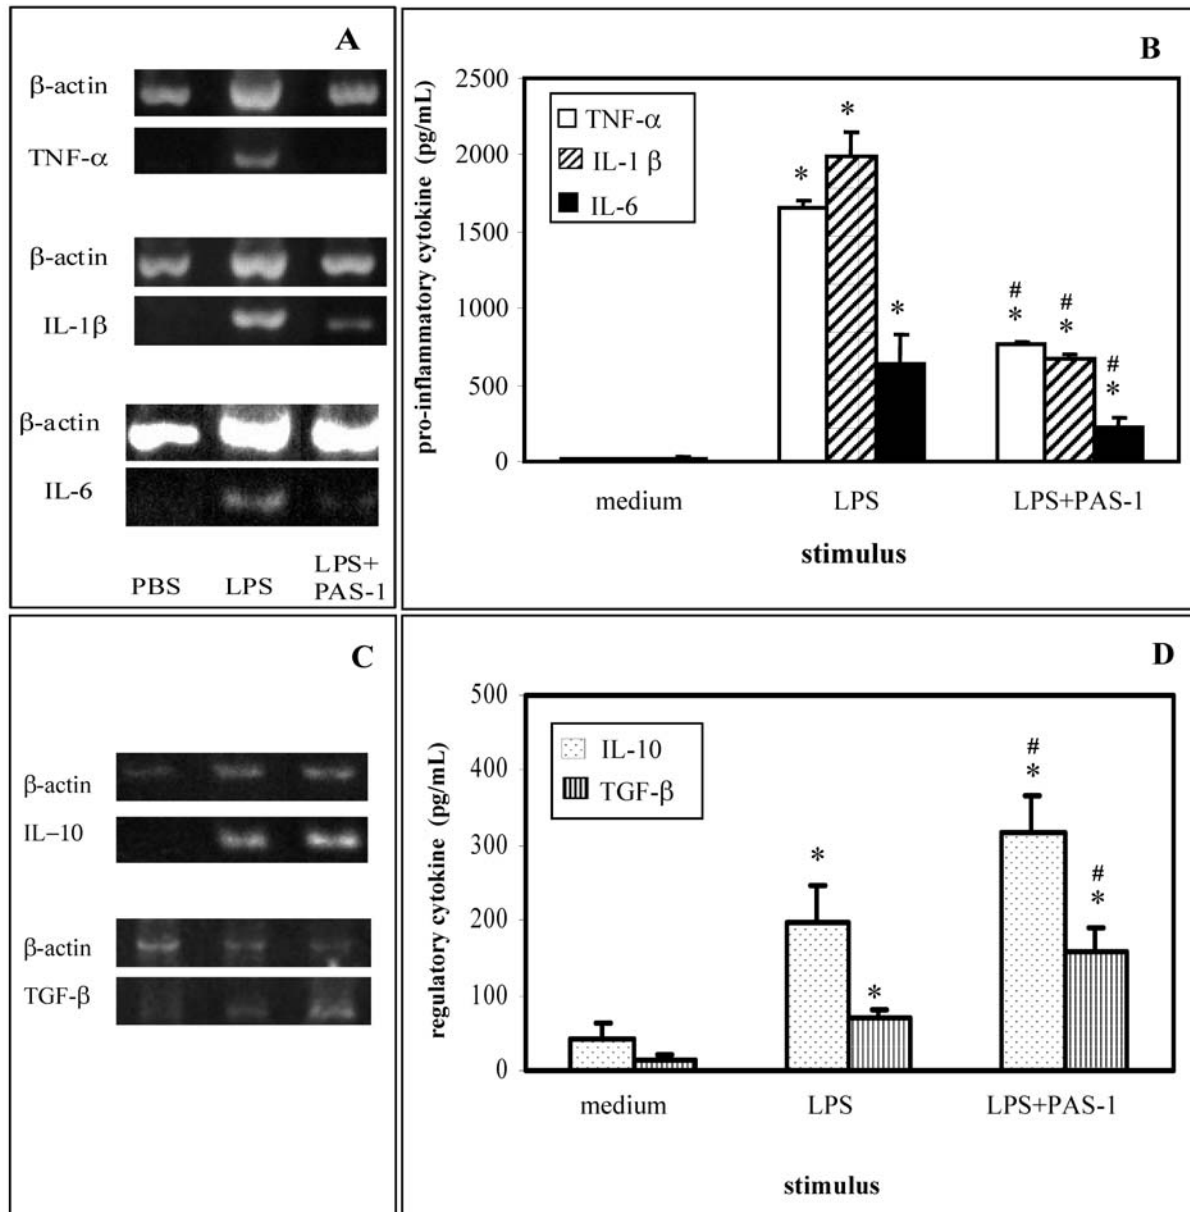 A
β-actin
TNF-α
β-actin
IL-1β
β-actin
IL-6
PBS
LPS
LPS+
PAS-1
B
pro-inflammatory cytokine (pg/mL)
2500
2000
1500
1000
500
0
TNF-α
IL-1 β
IL-6
*
*
*
#
*
#
*
#
*
medium
LPS
LPS+PAS-1
stimulus
C
β-actin
IL–10
β-actin
TGF-β
D
regulatory cytokine (pg/mL)
500
400
300
200
100
0
IL-10
TGF-β
*
*
#
*
#
*
medium
LPS
LPS+PAS-1
stimulus